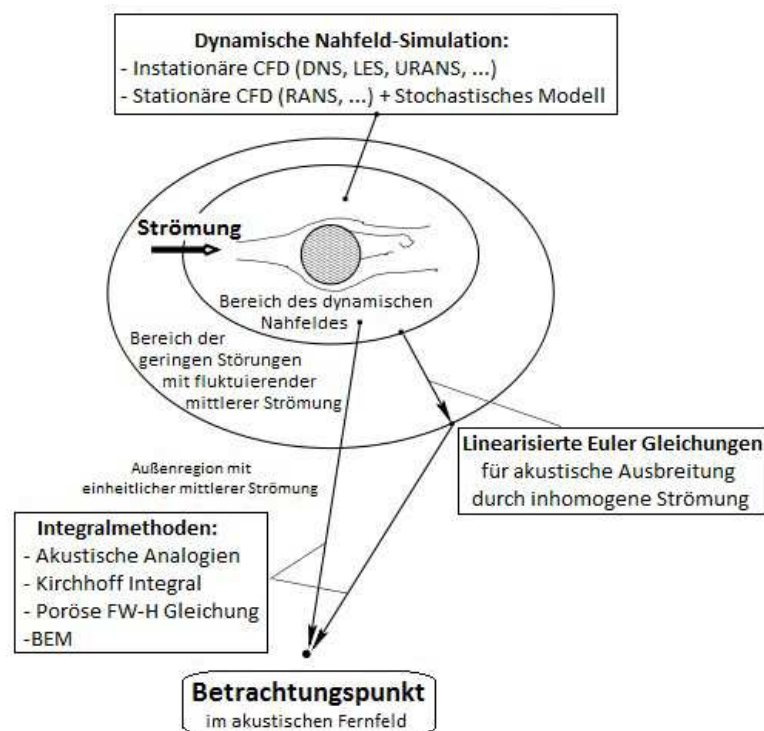 Dynamische Nahfeld-Simulation:
- Instationäre CFD (DNS, LES, URANS, ...)
- Stationäre CFD (RANS, ...) + Stochastisches Modell
Strömung
Bereich des dynamischen
Nahfeldes
Bereich der
geringen Störungen
mit fluktuierender
mittlerer Strömung
Außenregion mit
einheitlicher mittlerer Strömung
Linearisierte Euler Gleichungen
für akustische Ausbreitung
durch inhomogene Strömung
Integralmethoden:
- Akustische Analogien
- Kirchhoff Integral
- Poröse FW-H Gleichung
-BEM
Betrachtungspunkt
im akustischen Fernfeld